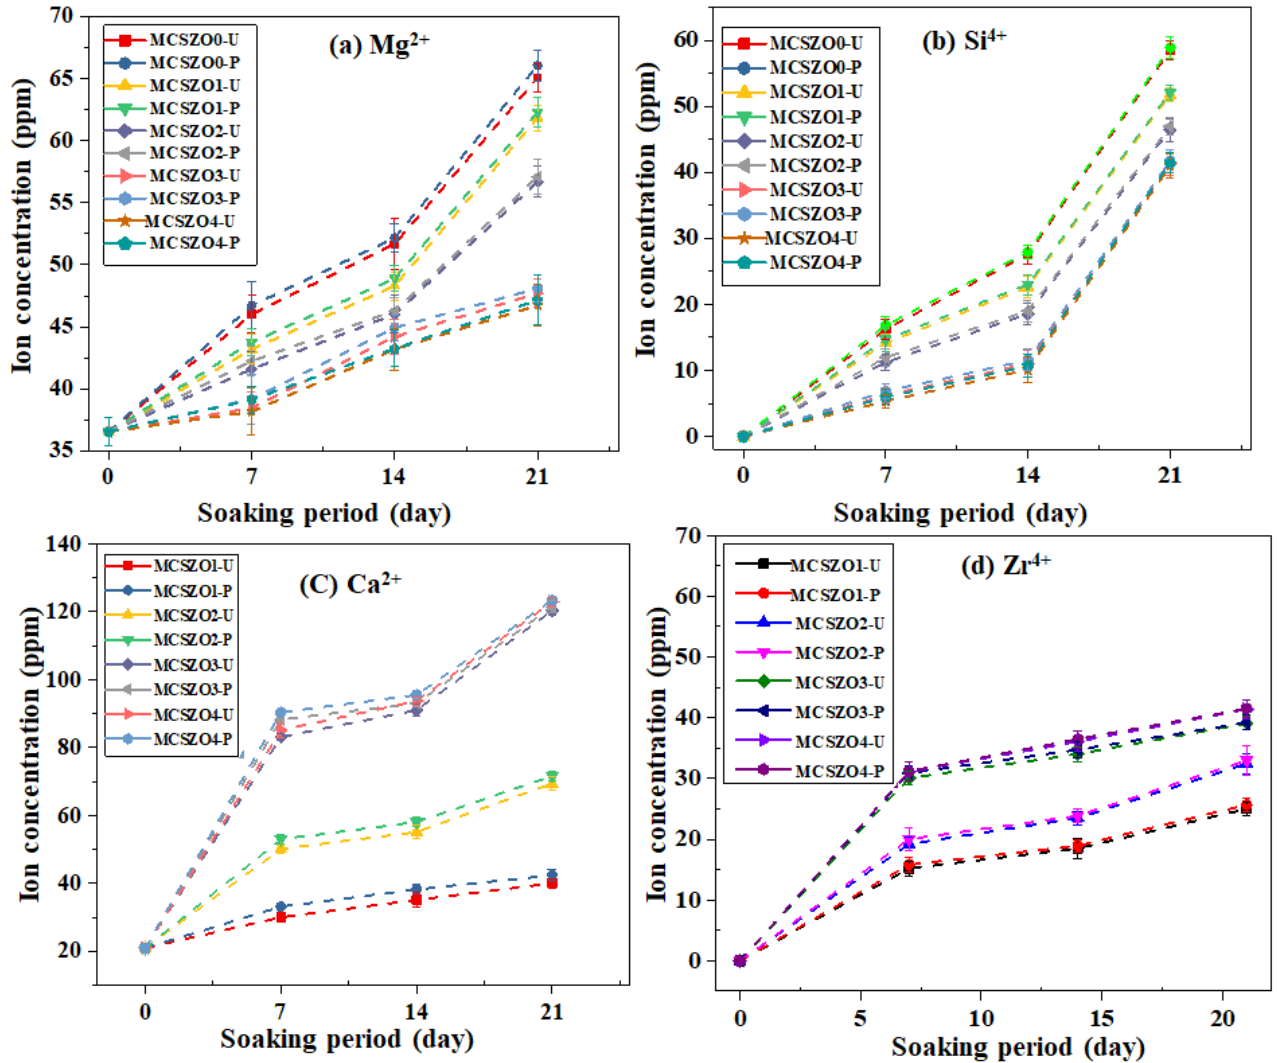 (a) Mg2+
MCSZO0-U
MCSZO0-P
MCSZO1-U
MCSZO1-P
MCSZO2-U
MCSZO2-P
MCSZO3-U
MCSZO3-P
MCSZO4-U
MCSZO4-P
Ion concentration (ppm)
70
65
60
55
50
45
40
35
0 7 14 21
Soaking period (day)
(b) Si4+
MCSZO0-U
MCSZO0-P
MCSZO1-U
MCSZO1-P
MCSZO2-U
MCSZO2-P
MCSZO3-U
MCSZO3-P
MCSZO4-U
MCSZO4-P
Ion concentration (ppm)
60
50
40
30
20
10
0
0 7 14 21
Soaking period (day)
(C) Ca2+
MCSZO1-U
MCSZO1-P
MCSZO2-U
MCSZO2-P
MCSZO3-U
MCSZO3-P
MCSZO4-U
MCSZO4-P
Ion concentration (ppm)
140
120
100
80
60
40
20
0 7 14 21
Soaking period (day)
(d) Zr4+
MCSZO1-U
MCSZO1-P
MCSZO2-U
MCSZO2-P
MCSZO3-U
MCSZO3-P
MCSZO4-U
MCSZO4-P
Ion concentration (ppm)
70
60
50
40
30
20
10
0
0 5 10 15 20
Soaking period (day)